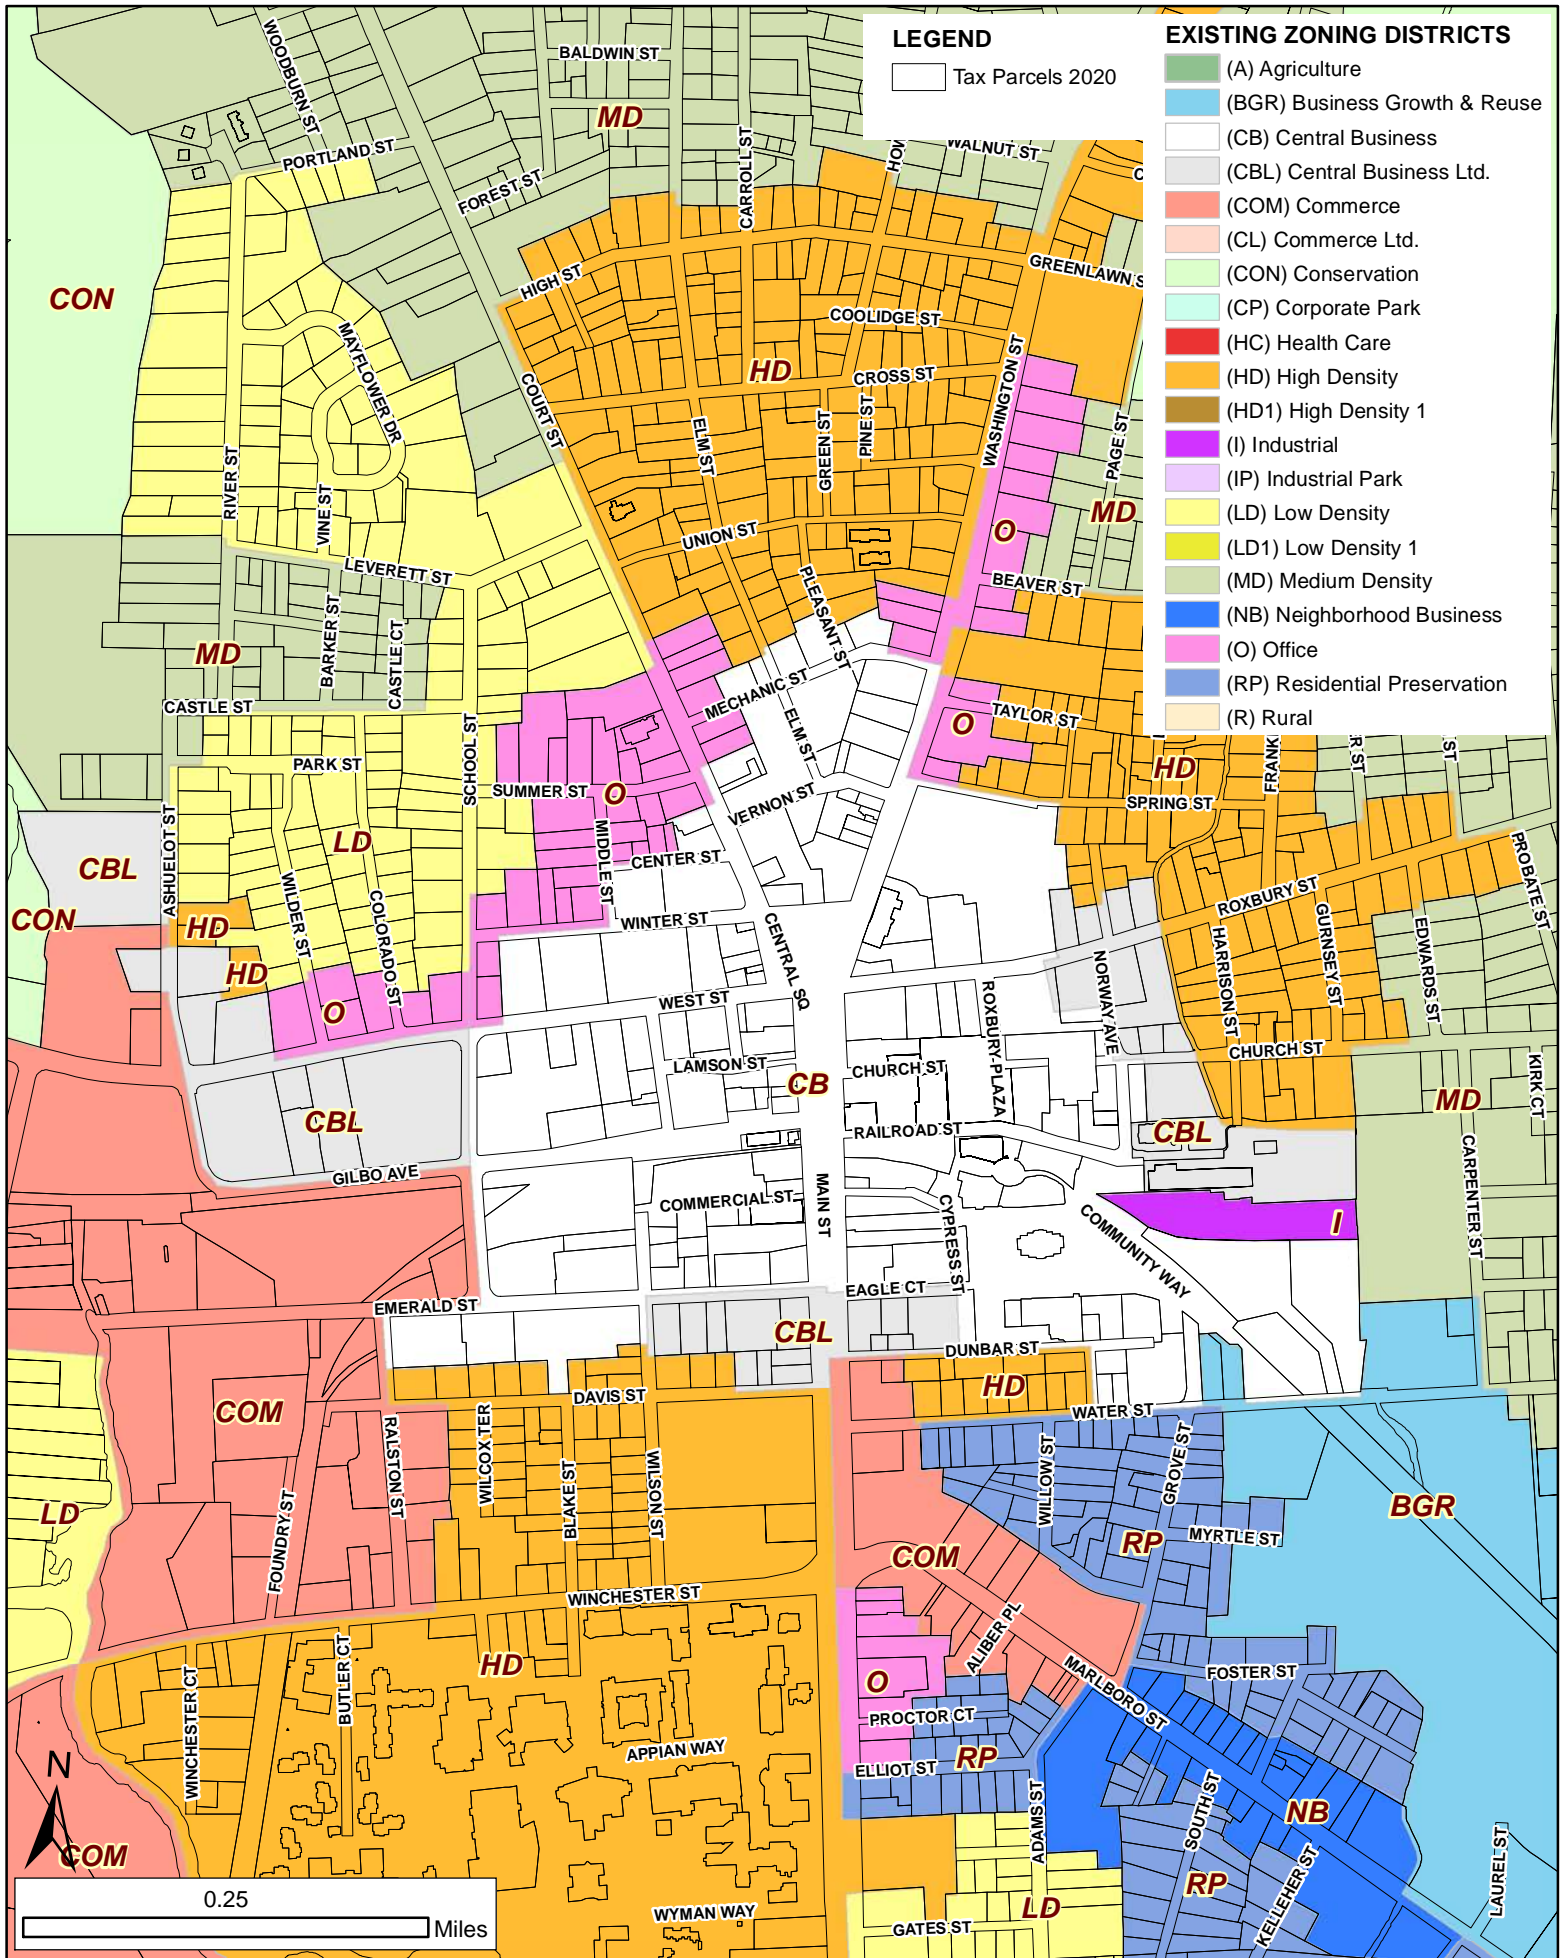 LEGEND
Tax Parcels 2020
EXISTING ZONING DISTRICTS
(A) Agriculture
(BGR) Business Growth & Reuse
(CB) Central Business
(CBL) Central Business Ltd.
(COM) Commerce
(CL) Commerce Ltd.
(CON) Conservation
(CP) Corporate Park
(HC) Health Care
(HD) High Density
(HD1) High Density 1
(I) Industrial
(IP) Industrial Park
(LD) Low Density
(LD1) Low Density 1
(MD) Medium Density
(NB) Neighborhood Business
(O) Office
(RP) Residential Preservation
(R) Rural
WOODBURN ST
BALDWIN ST
MD
PORTLAND ST
FOREST ST
CARROLL ST
WALNUT ST
CON
HIGH ST
GREENLAWN S
COOLIDGE ST
MAYFLOWER DR
COURT ST
HD
CROSS ST
WASHINGTON ST
PAGE ST
ELM ST
GREEN ST
PINE ST
RIVER ST
VINE ST
MD
O
UNION ST
LEVERETT ST
BEAVER ST
PLEASANT ST
BARKER ST
CASTLE CT
MD
MECHANIC ST
CASTLE ST
SCHOOL ST
ELM ST
O
TAYLOR ST
PARK ST
HD
FRANK
ER ST
ST
SUMMER ST
O
VERNON ST
SPRING ST
ASHUELOT ST
LD
MIDDLE ST
CENTER ST
PROBATE ST
CBL
WILDER ST
COLORADO ST
ROXBURY ST
CON
HD
WINTER ST
CENTRAL SQ
NORWAY AVE
HARRISON ST
GURNSEY ST
EDWARDS ST
HD
O
WEST ST
ROXBURY PLAZA
LAMSON ST
CB
CHURCH ST
CHURCH ST
KIRK CT
CBL
MD
RAILROAD ST
CBL
CARPENTER ST
GILBO AVE
COMMERCIAL ST
MAIN ST
CYPRESS ST
COMMUNITY WAY
I
EMERALD ST
EAGLE CT
CBL
DUNBAR ST
COM
DAVIS ST
HD
WATER ST
RALSTON ST
WILCOX TER
BLAKE ST
WILSON ST
WILLOW ST
GROVE ST
LD
FOUNDRY ST
BGR
MYRTLE ST
RP
COM
WINCHESTER ST
ALIBER PL
HD
BUTLER CT
WINCHESTER CT
O
MARLBORO ST
FOSTER ST
PROCTOR CT
APPIAN WAY
RP
ELLIOT ST
N
ADAMS ST
SOUTH ST
NB
COM
LAUREL ST
RP
KELLEHER ST
0.25
Miles
WYMAN WAY
GATES ST
LD